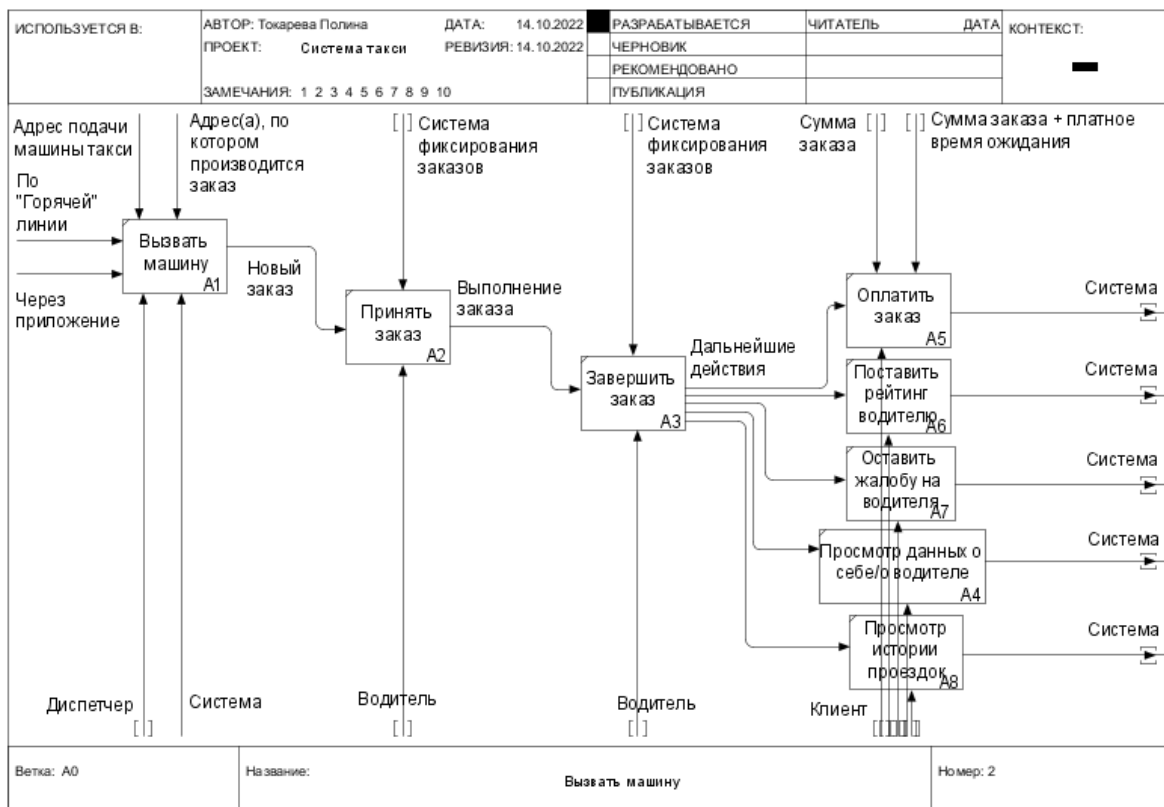 ИСПОЛЬЗУЕТСЯ В:
АВТОР: Токарева Полина
ДАТА: 14.10.2022
ПРОЕКТ: Система такси
РЕВИЗИЯ: 14.10.2022
ЗАМЕЧАНИЯ: 1 2 3 4 5 6 7 8 9 10
РАЗРАБАТЫВАЕТСЯ
ЧЕРНОВИК
РЕКОМЕНДОВАНО
ПУБЛИКАЦИЯ
ЧИТАТЕЛЬ
ДАТА
КОНТЕКСТ:
Адрес подачи
машины такси
Адрес(а), по
котором
производится
заказ
Система
фиксирования
заказов
Система
фиксирования
заказов
Сумма
заказа
Сумма заказа + платное
время ожидания
По
"Горячей"
линии
Через
приложение
Вызвать
машину
A1
Новый
заказ
Принять
заказ
A2
Выполнение
заказа
Завершить
заказ
A3
Дальнейшие
действия
Оплатить
заказ
A5
Система
Поставить
рейтинг
водителю
A6
Система
Оставить
жалобу на
водителя
A7
Система
Просмотр данных о
себе/о водителе
A4
Система
Просмотр
истории
проездок
A8
Система
Диспетчер
Система
Водитель
Водитель
Клиент
Ветка: A0
Название:
Вызвать машину
Номер: 2